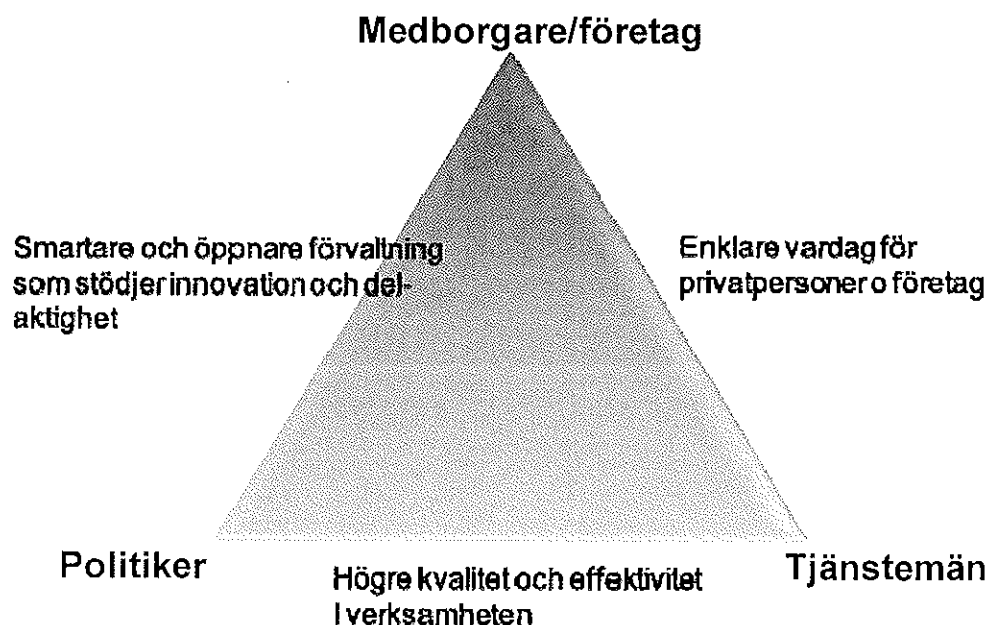 Medborgare/företag
Smartare och öppnare förvaltning
som stödjer innovation och del-
aktighet
Enklare vardag för
privatpersoner o företag
Politiker
Högre kvalitet och effektivitet
I verksamheten
Tjänstemän